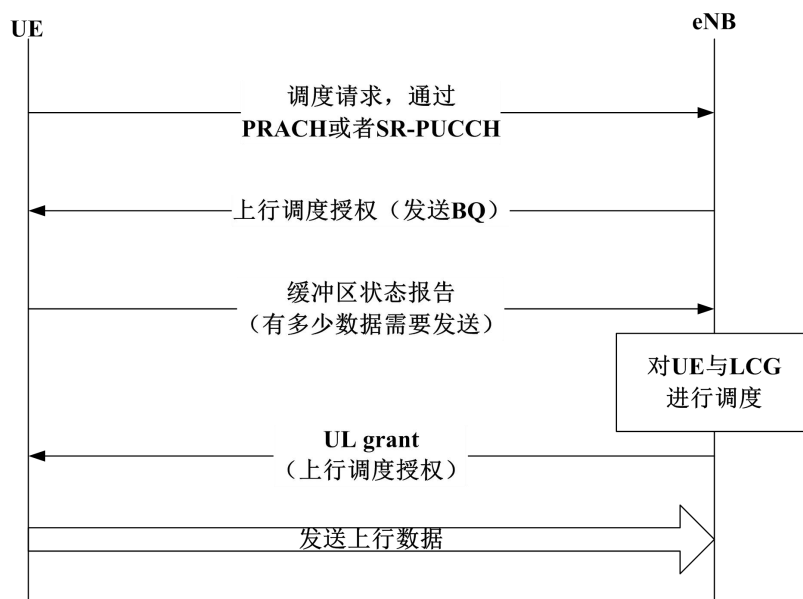 UE
eNB
调度请求，通过
PRACH或者SR-PUCCH
上行调度授权（发送BQ）
缓冲区状态报告
（有多少数据需要发送）
对UE与LCG
进行调度
UL grant
（上行调度授权）
发送上行数据